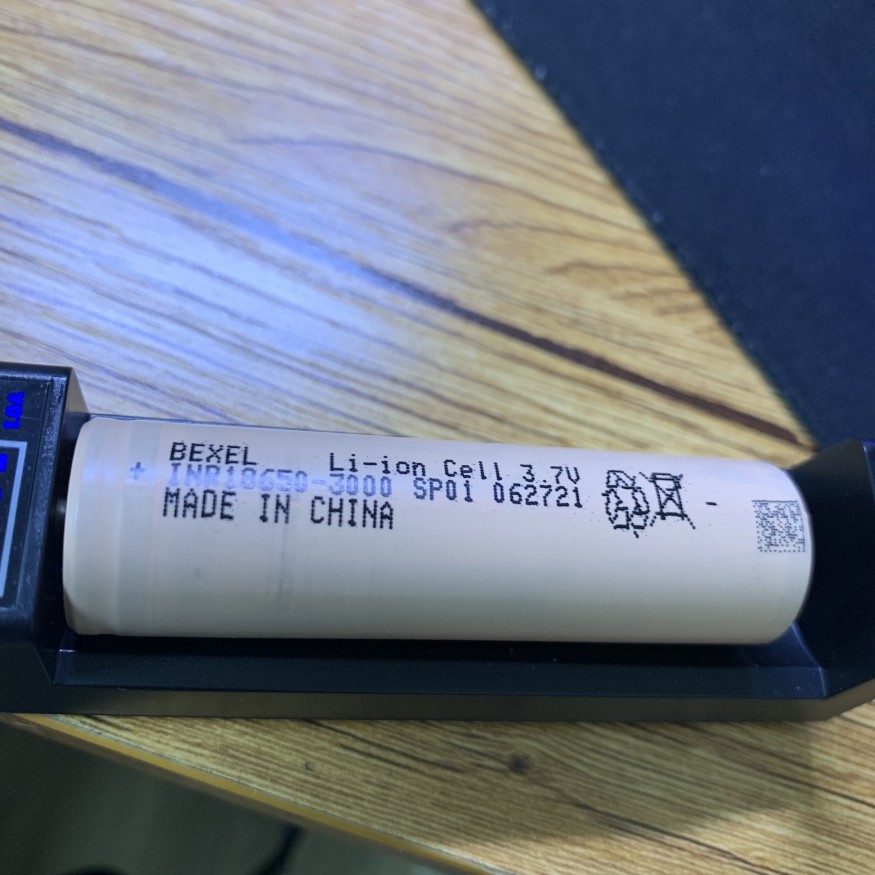 BEXEL Li-ion Cell 3.7V
+ INR18650-3000 SP01 062721 -
MADE IN CHINA